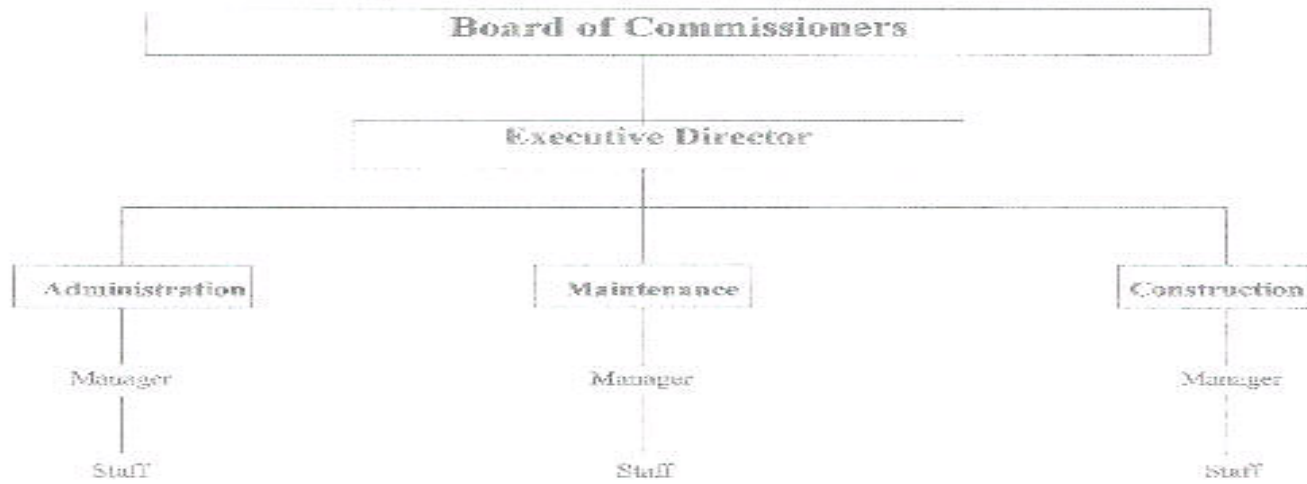 Board of Commissioners
Executive Director
Administration Maintenance Construction
Manager Manager Manager
Staff Staff Staff